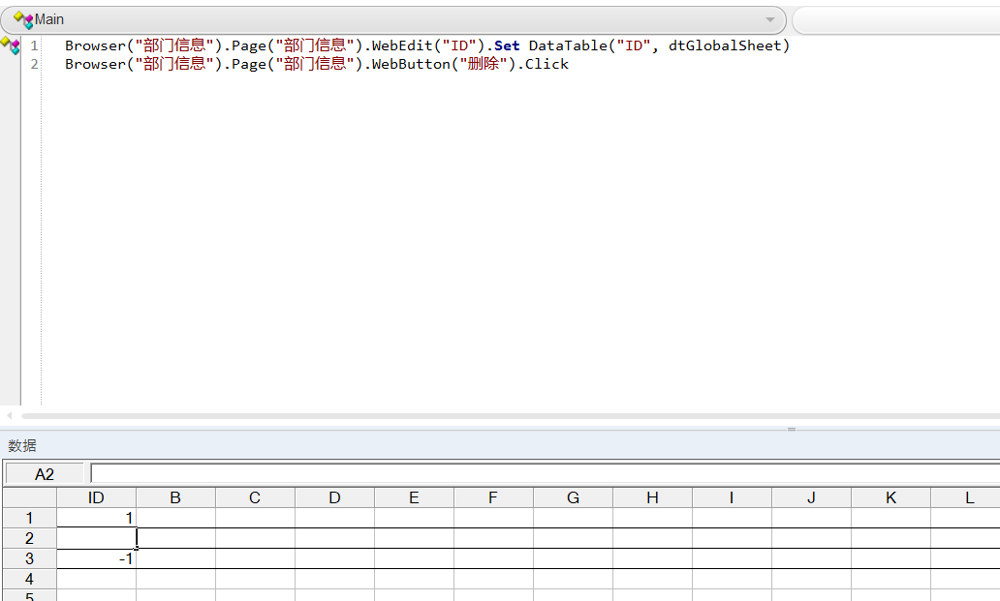 Main
1 Browser("部门信息").Page("部门信息").WebEdit("ID").Set DataTable("ID", dtGlobalSheet)
2 Browser("部门信息").Page("部门信息").WebButton("删除").Click
数据
A2
ID B C D E F G H I J K L
1 1
2
3 -1
4
5